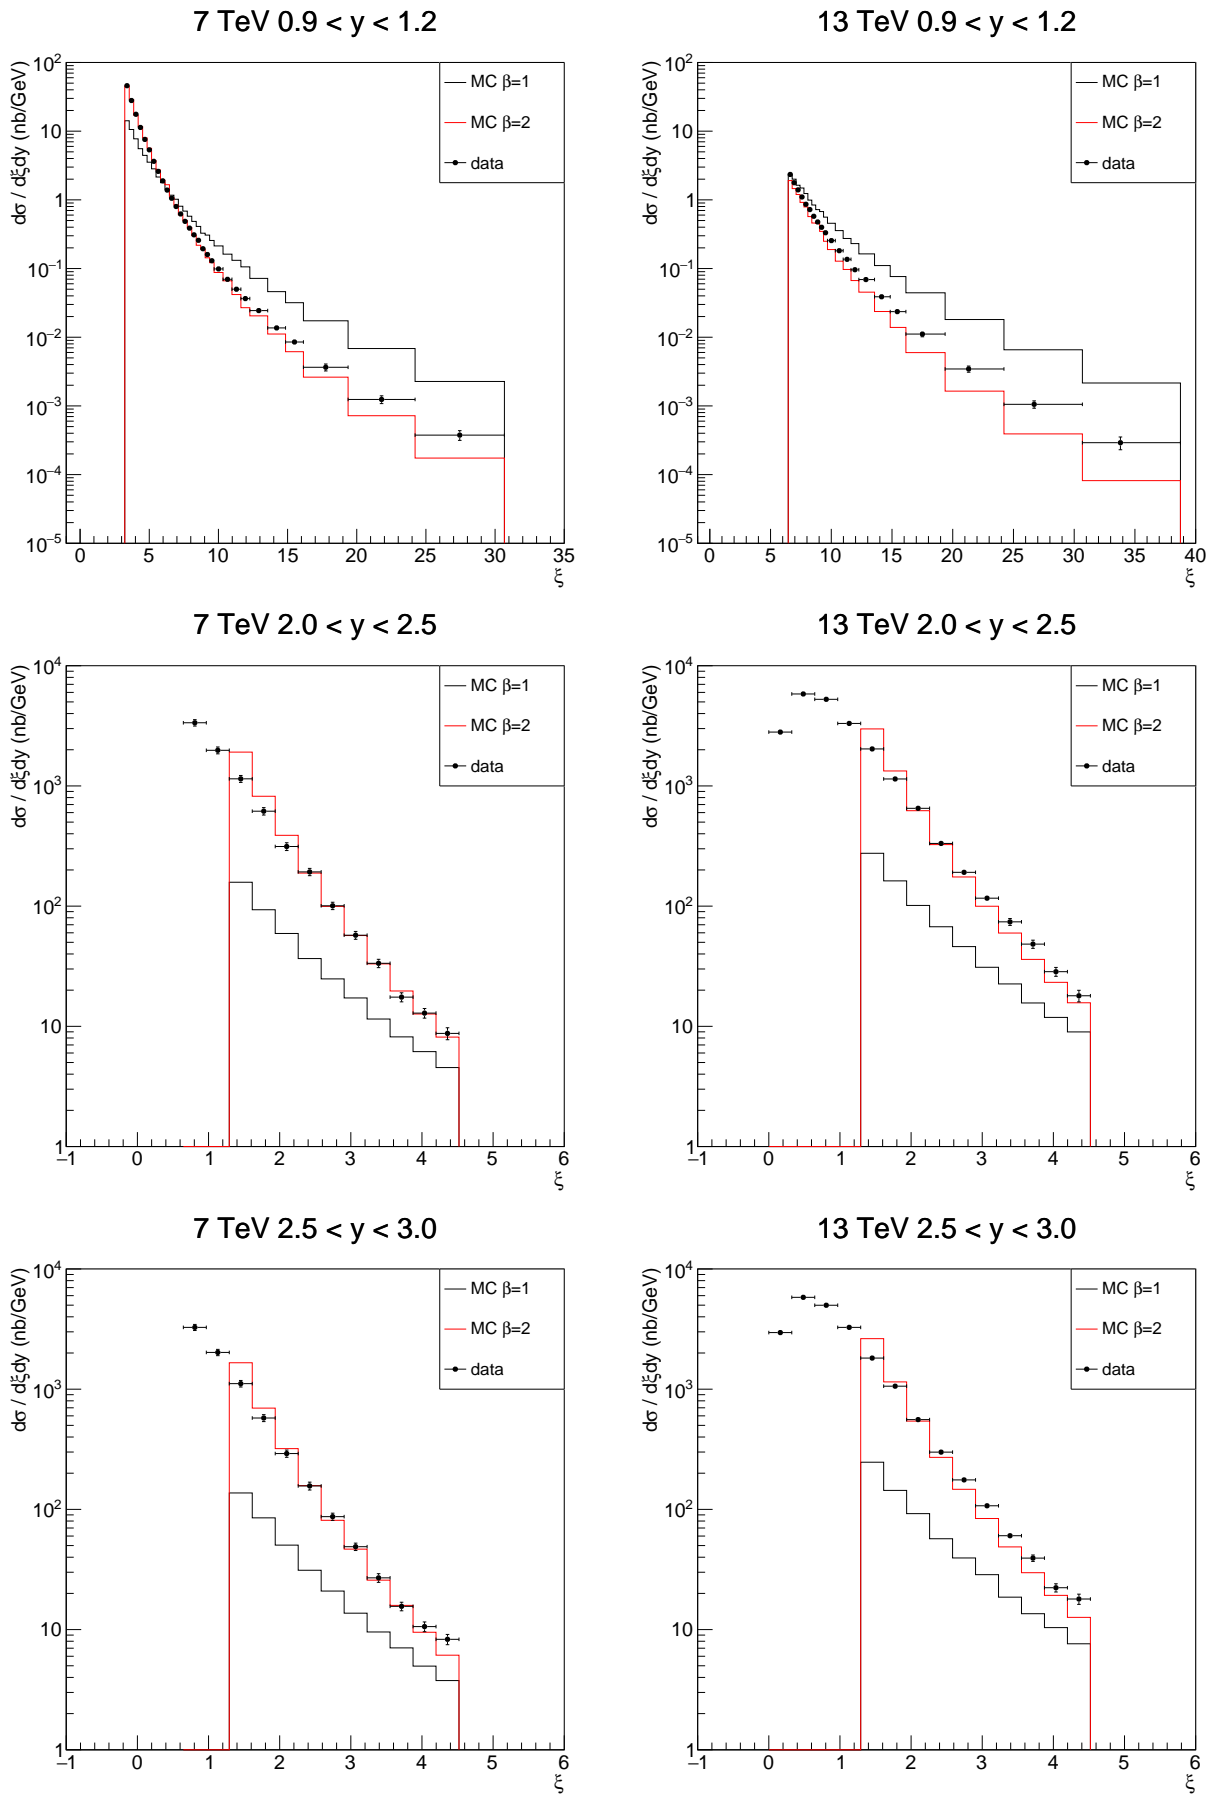 7 TeV 0.9 < y < 1.2
dσ / dξdy (nb/GeV)
10²
10
1
10⁻¹
10⁻²
10⁻³
10⁻⁴
10⁻⁵
MC β=1
MC β=2
data
0 5 10 15 20 25 30 35
ξ
13 TeV 0.9 < y < 1.2
dσ / dξdy (nb/GeV)
10²
10
1
10⁻¹
10⁻²
10⁻³
10⁻⁴
10⁻⁵
MC β=1
MC β=2
data
0 5 10 15 20 25 30 35 40
ξ
7 TeV 2.0 < y < 2.5
dσ / dξdy (nb/GeV)
10⁴
10³
10²
10
1
MC β=1
MC β=2
data
−1 0 1 2 3 4 5 6
ξ
13 TeV 2.0 < y < 2.5
dσ / dξdy (nb/GeV)
10⁴
10³
10²
10
1
MC β=1
MC β=2
data
−1 0 1 2 3 4 5 6
ξ
7 TeV 2.5 < y < 3.0
dσ / dξdy (nb/GeV)
10⁴
10³
10²
10
1
MC β=1
MC β=2
data
−1 0 1 2 3 4 5 6
ξ
13 TeV 2.5 < y < 3.0
dσ / dξdy (nb/GeV)
10⁴
10³
10²
10
1
MC β=1
MC β=2
data
−1 0 1 2 3 4 5 6
ξ